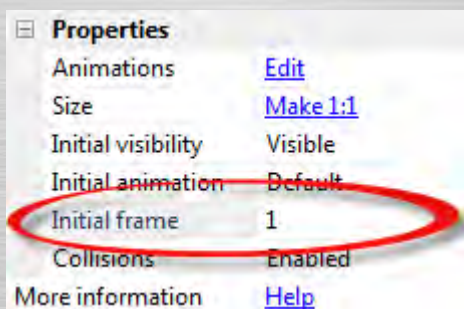 Properties
Animations Edit
Size Make 1:1
Initial visibility Visible
Initial animation Default
Initial frame 1
Collisions Enabled
More information Help